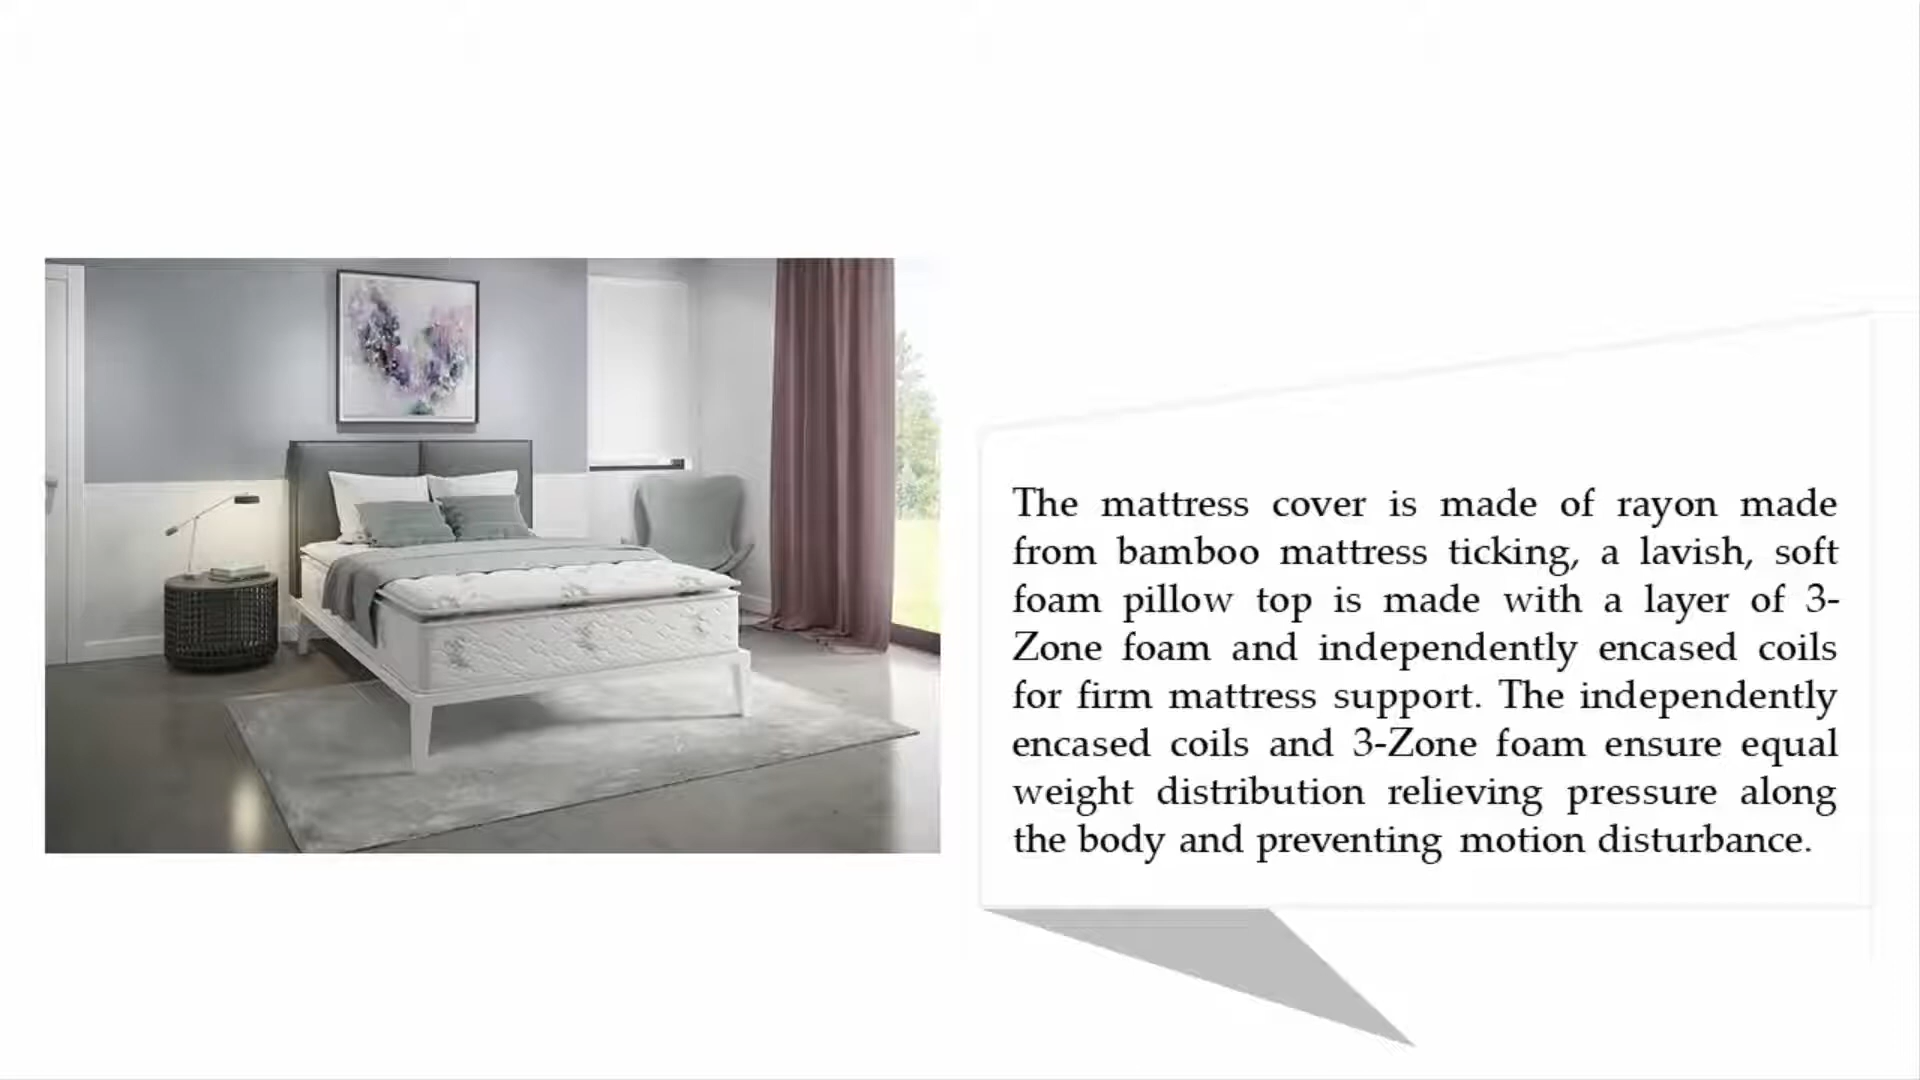 The mattress cover is made of rayon made
from bamboo mattress ticking, a lavish, soft
foam pillow top is made with a layer of 3-
Zone foam and independently encased coils
for firm mattress support. The independently
encased coils and 3-Zone foam ensure equal
weight distribution relieving pressure along
the body and preventing motion disturbance.